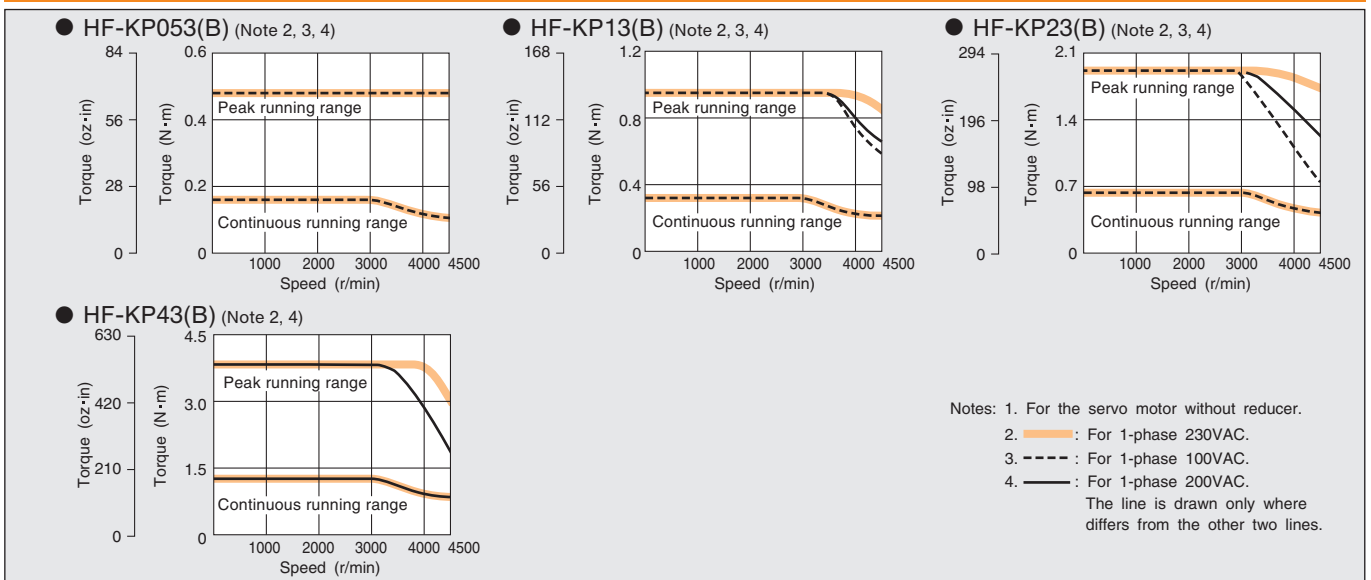 ● HF-KP053(B) (Note 2, 3, 4)
84
56
28
0
Torque (oz·in)
0.6
0.4
0.2
0
Torque (N·m)
Peak running range
Continuous running range
1000 2000 3000 4000 4500
Speed (r/min)
● HF-KP13(B) (Note 2, 3, 4)
168
112
56
0
Torque (oz·in)
1.2
0.8
0.4
0
Torque (N·m)
Peak running range
Continuous running range
1000 2000 3000 4000 4500
Speed (r/min)
● HF-KP23(B) (Note 2, 3, 4)
294
196
98
0
Torque (oz·in)
2.1
1.4
0.7
0
Torque (N·m)
Peak running range
Continuous running range
1000 2000 3000 4000 4500
Speed (r/min)
● HF-KP43(B) (Note 2, 4)
630
420
210
0
Torque (oz·in)
4.5
3.0
1.5
0
Torque (N·m)
Peak running range
Continuous running range
1000 2000 3000 4000 4500
Speed (r/min)
Notes: 1. For the servo motor without reducer.
2. : For 1-phase 230VAC.
3. : For 1-phase 100VAC.
4. : For 1-phase 200VAC.
The line is drawn only where
differs from the other two lines.